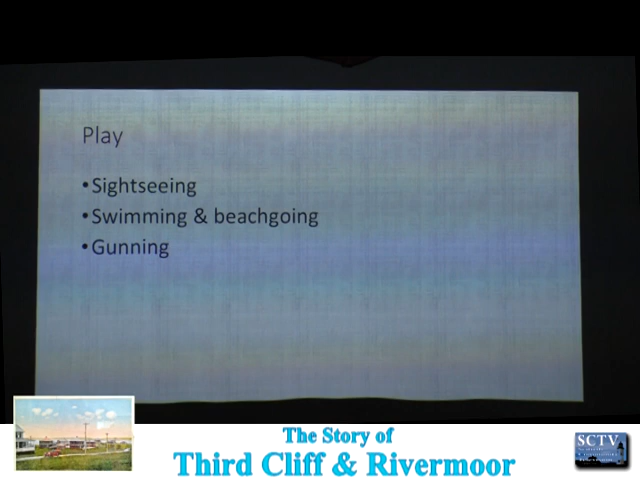 Play
•Sightseeing
•Swimming & beachgoing
•Gunning
The Story of
Third Cliff & Rivermoor
SCTV